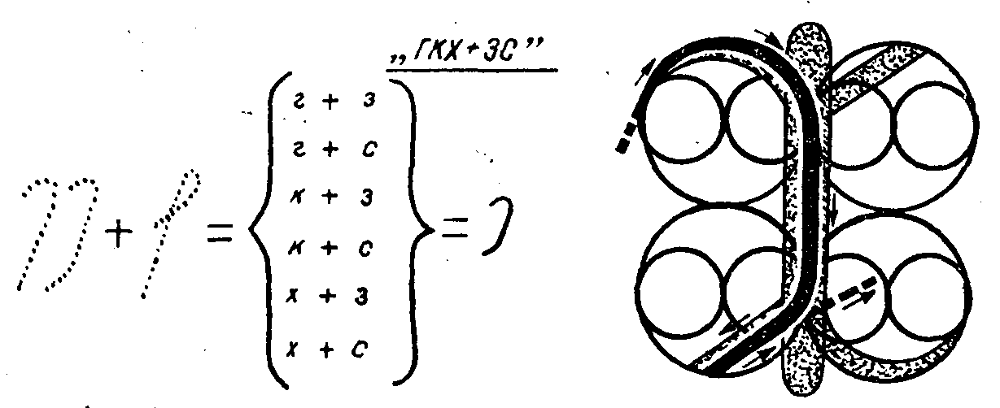 „ГКХ+ЗС”
г + з
г + с
к + з
к + с
х + з
х + с
+ = { } =